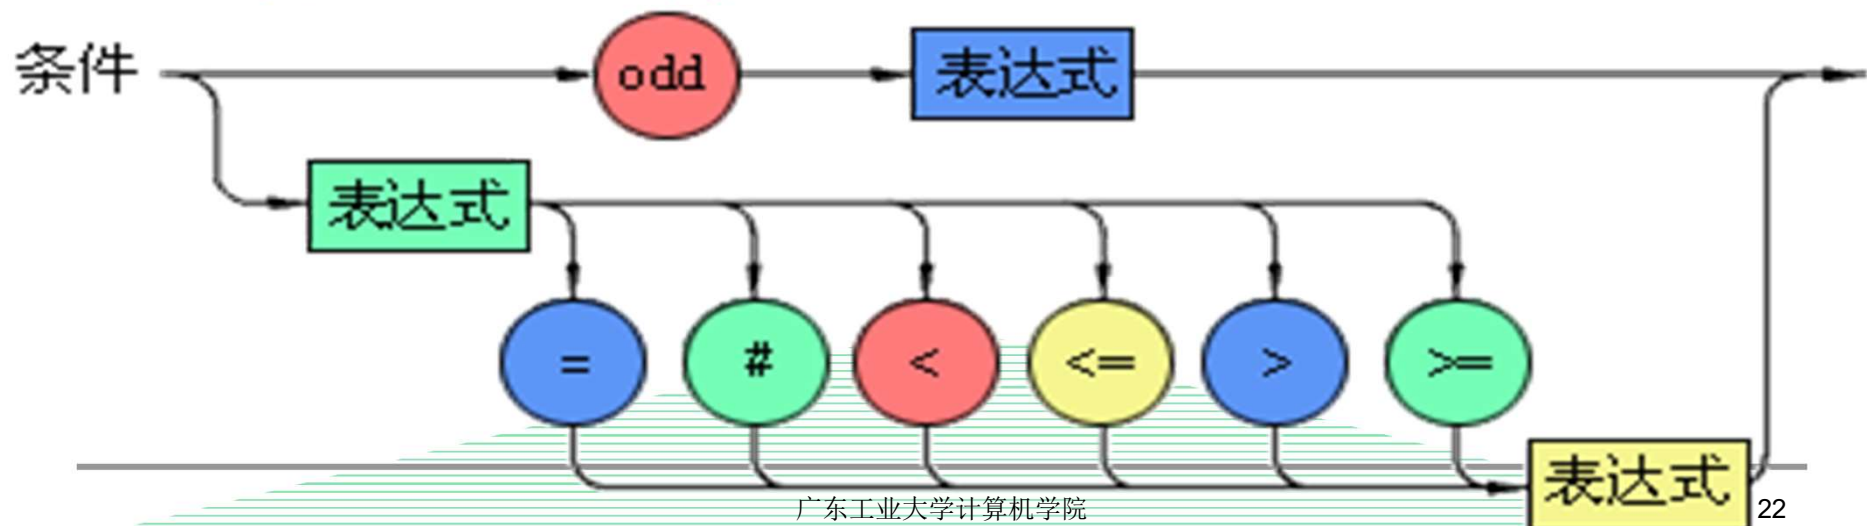 条件 odd 表达式
表达式
= # < <= > >=
表达式
广东工业大学计算机学院 22